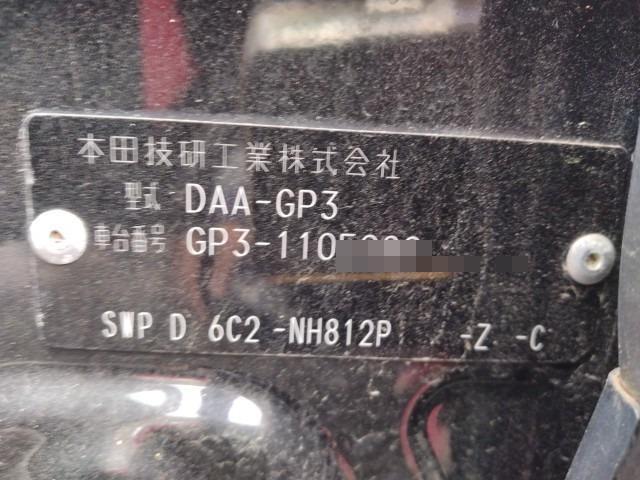 本田技研工業株式会社
型式 DAA-GP3
車台番号 GP3-110
SWP D 6C2 -NH812P -Z -C